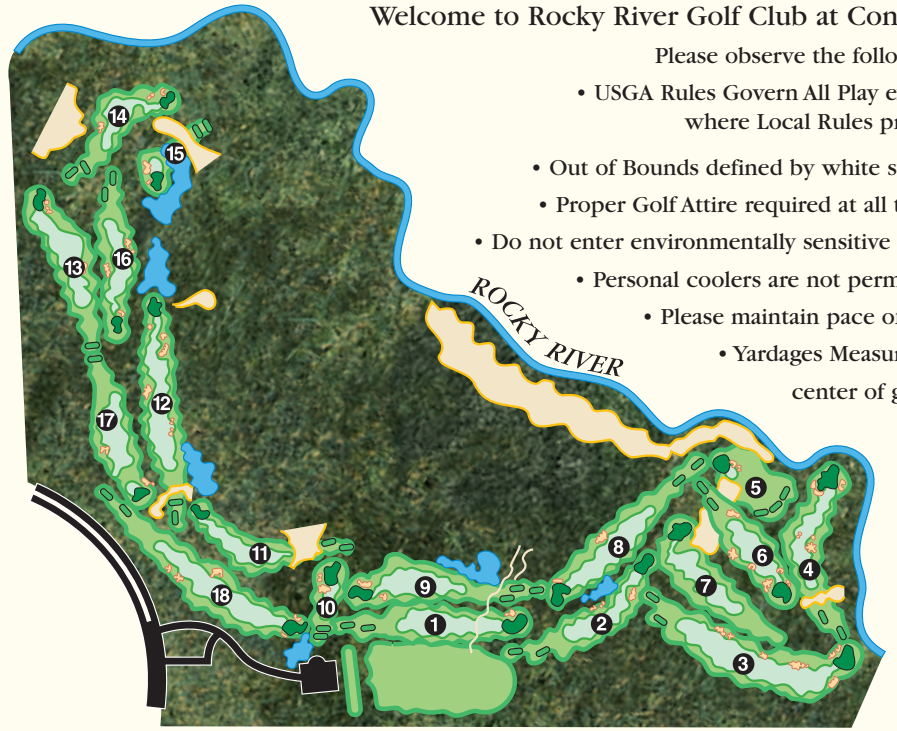 Welcome to Rocky River Golf Club at Con
Please observe the follo
• USGA Rules Govern All Play e
where Local Rules pr
• Out of Bounds defined by white s
• Proper Golf Attire required at all t
• Do not enter environmentally sensitive
• Personal coolers are not perm
• Please maintain pace o
• Yardages Measur
center of g
ROCKY RIVER
14
15
13
16
12
17
11
18
10
9
1
8
2
7
6
5
4
3